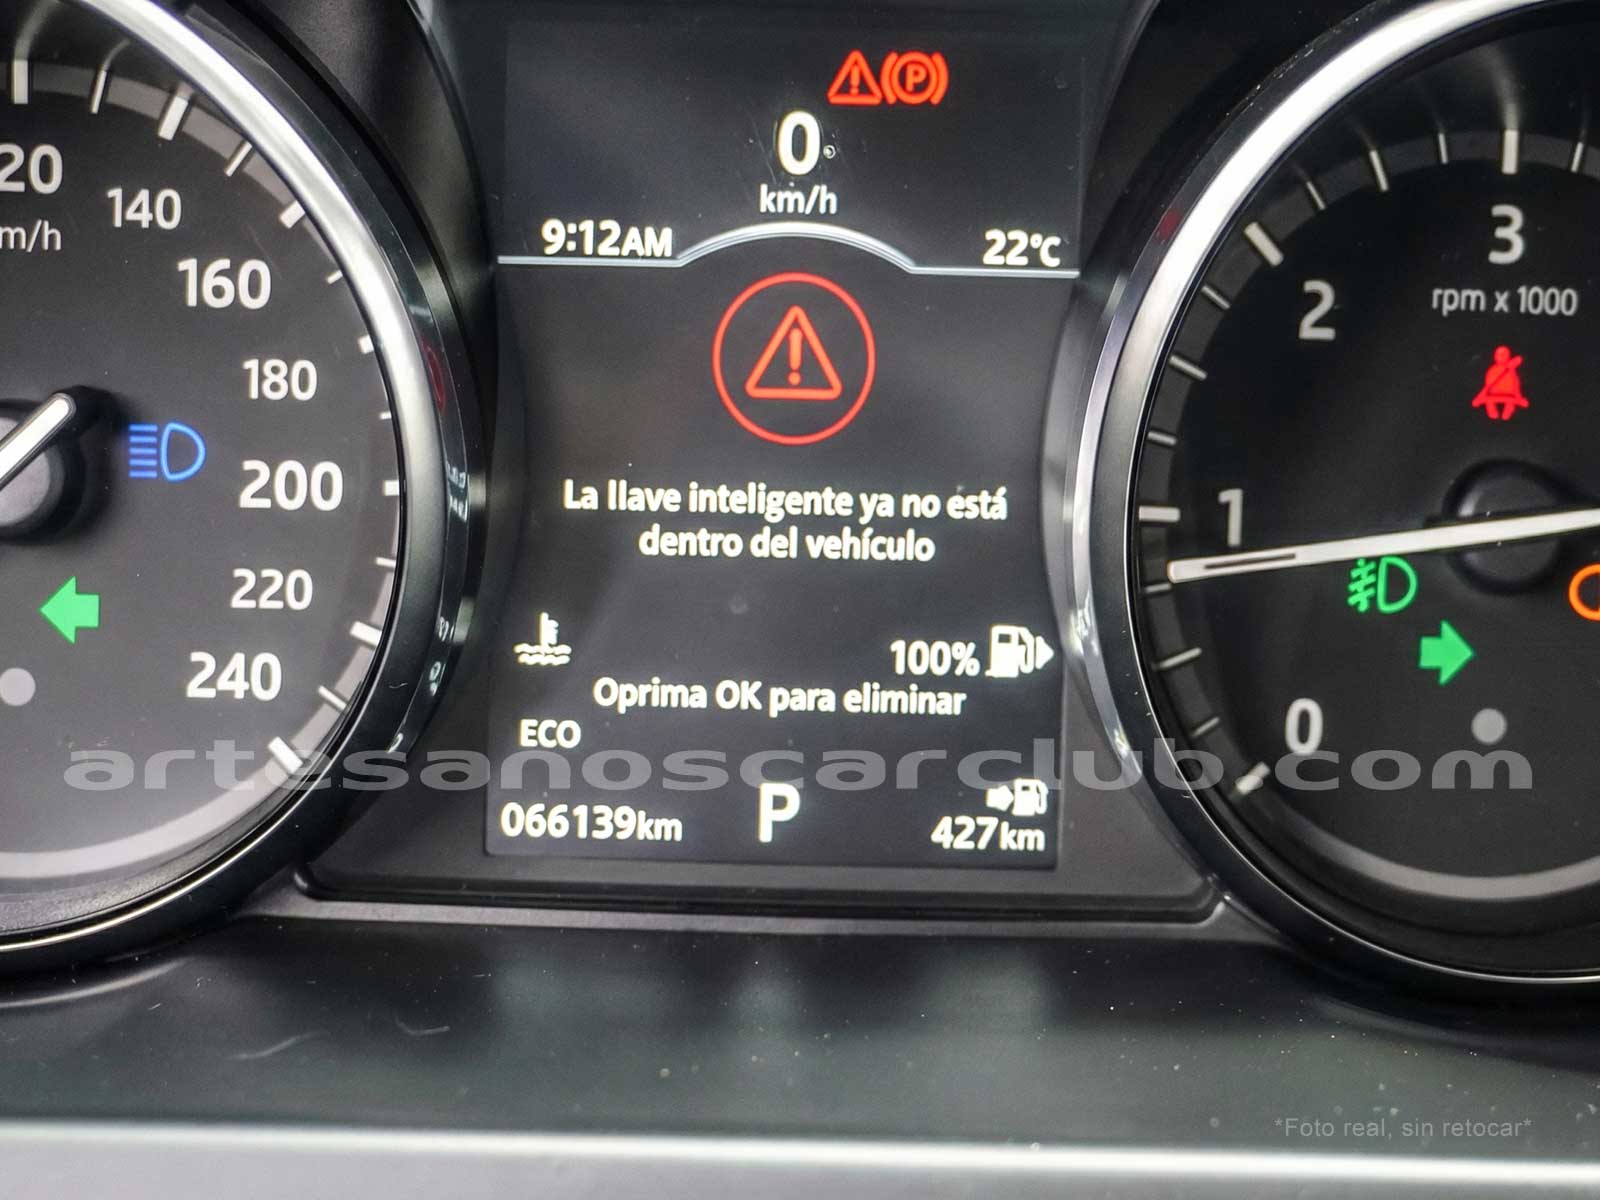 0
km/h
9:12AM
22°C
20
140
m/h
160
180
200
220
240
La llave inteligente ya no está
dentro del vehículo
100%
Oprima OK para eliminar
ECO
066139km
P
427km
3
rpm x 1000
2
1
0
artesanoscarclub.com
*Foto real, sin retocar*